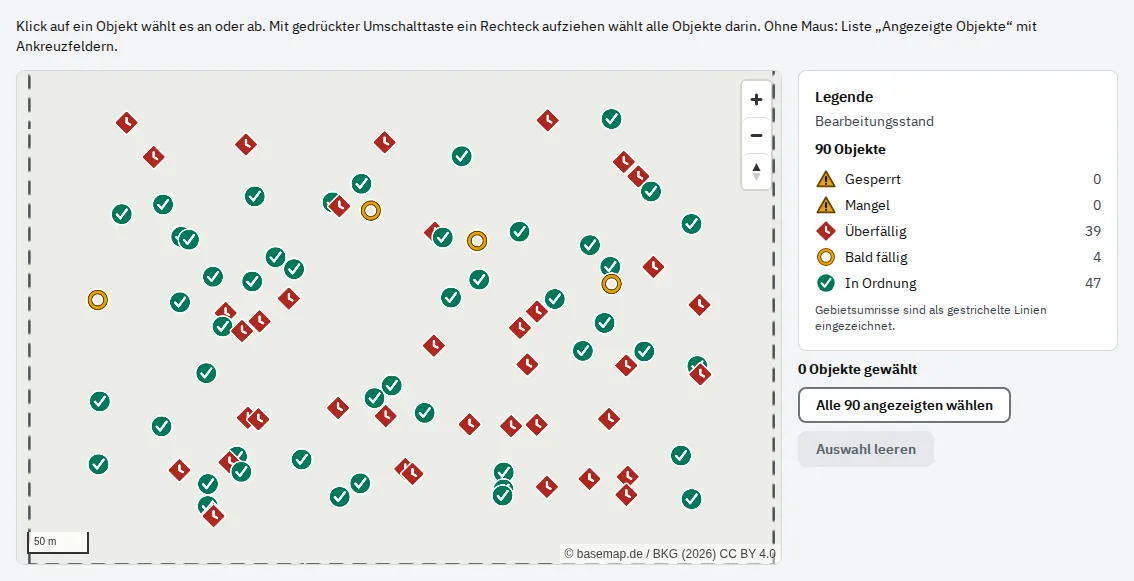 Klick auf ein Objekt wählt es an oder ab. Mit gedrückter Umschalttaste ein Rechteck aufziehen wählt alle Objekte darin. Ohne Maus: Liste „Angezeigte Objekte“ mit
Ankreuzfeldern.
50 m
© basemap.de / BKG (2026) CC BY 4.0
Legende
Bearbeitungsstand
90 Objekte
Gesperrt 0
Mangel 0
Überfällig 39
Bald fällig 4
In Ordnung 47
Gebietsumrisse sind als gestrichelte Linien
eingezeichnet.
0 Objekte gewählt
Alle 90 angezeigten wählen
Auswahl leeren